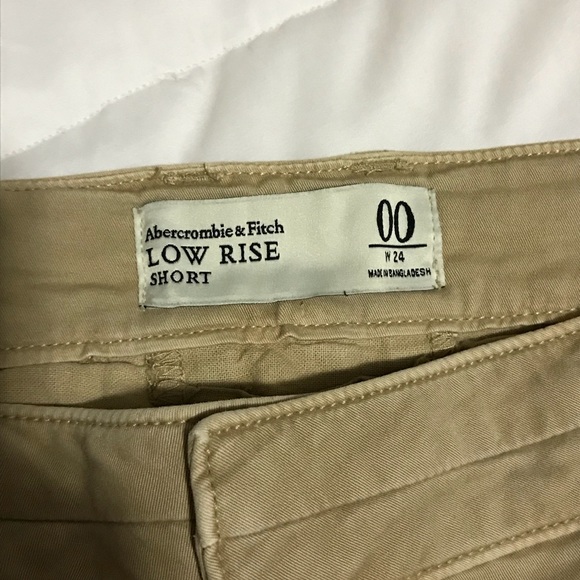 Abercrombie & Fitch
LOW RISE
SHORT
00
W 24
MADE IN BANGLADESH